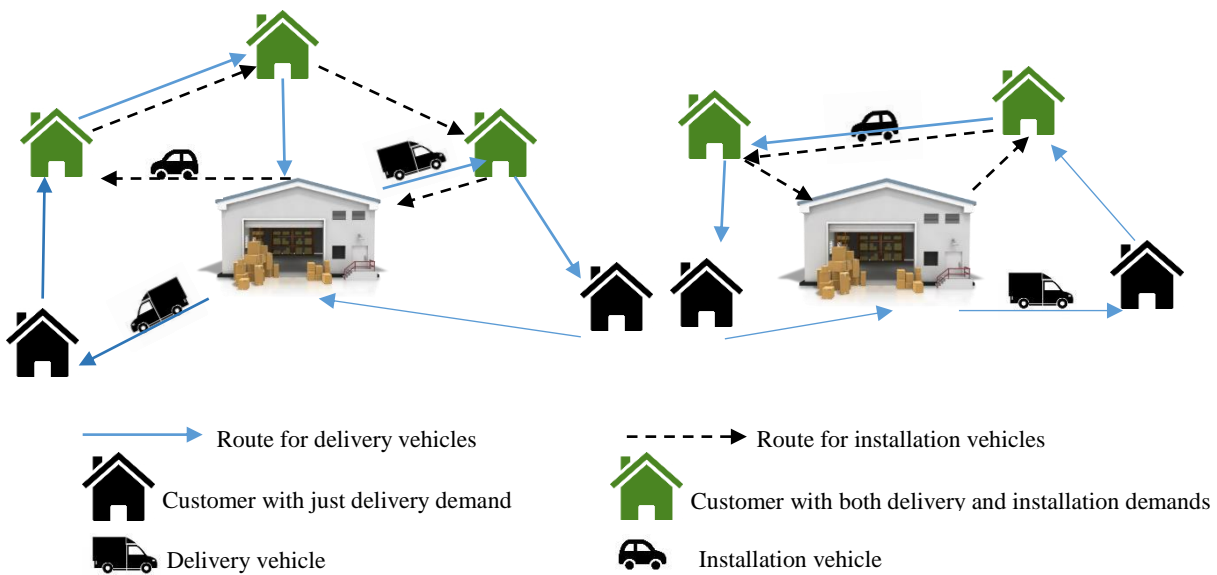 Route for delivery vehicles
Route for installation vehicles
Customer with just delivery demand
Customer with both delivery and installation demands
Delivery vehicle
Installation vehicle